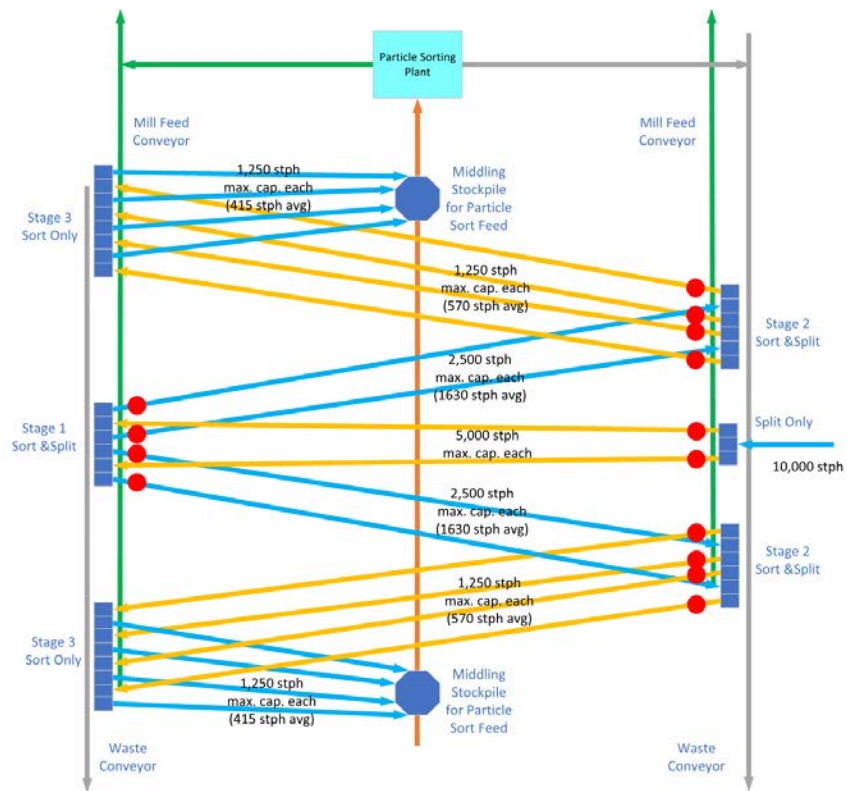 Particle Sorting
Plant
Mill Feed
Conveyor
Mill Feed
Conveyor
1,250 stph
max. cap. each
(415 stph avg)
Middling
Stockpile
for Particle
Sort Feed
Stage 3
Sort Only
1,250 stph
max. cap. each
(570 stph avg)
Stage 2
Sort &Split
2,500 stph
max. cap. each
(1630 stph avg)
Stage 1
Sort &Split
5,000 stph
max. cap. each
Split Only
10,000 stph
2,500 stph
max. cap. each
(1630 stph avg)
Stage 2
Sort &Split
1,250 stph
max. cap. each
(570 stph avg)
Stage 3
Sort Only
1,250 stph
max. cap. each
(415 stph avg)
Middling
Stockpile
for Particle
Sort Feed
Waste
Conveyor
Waste
Conveyor